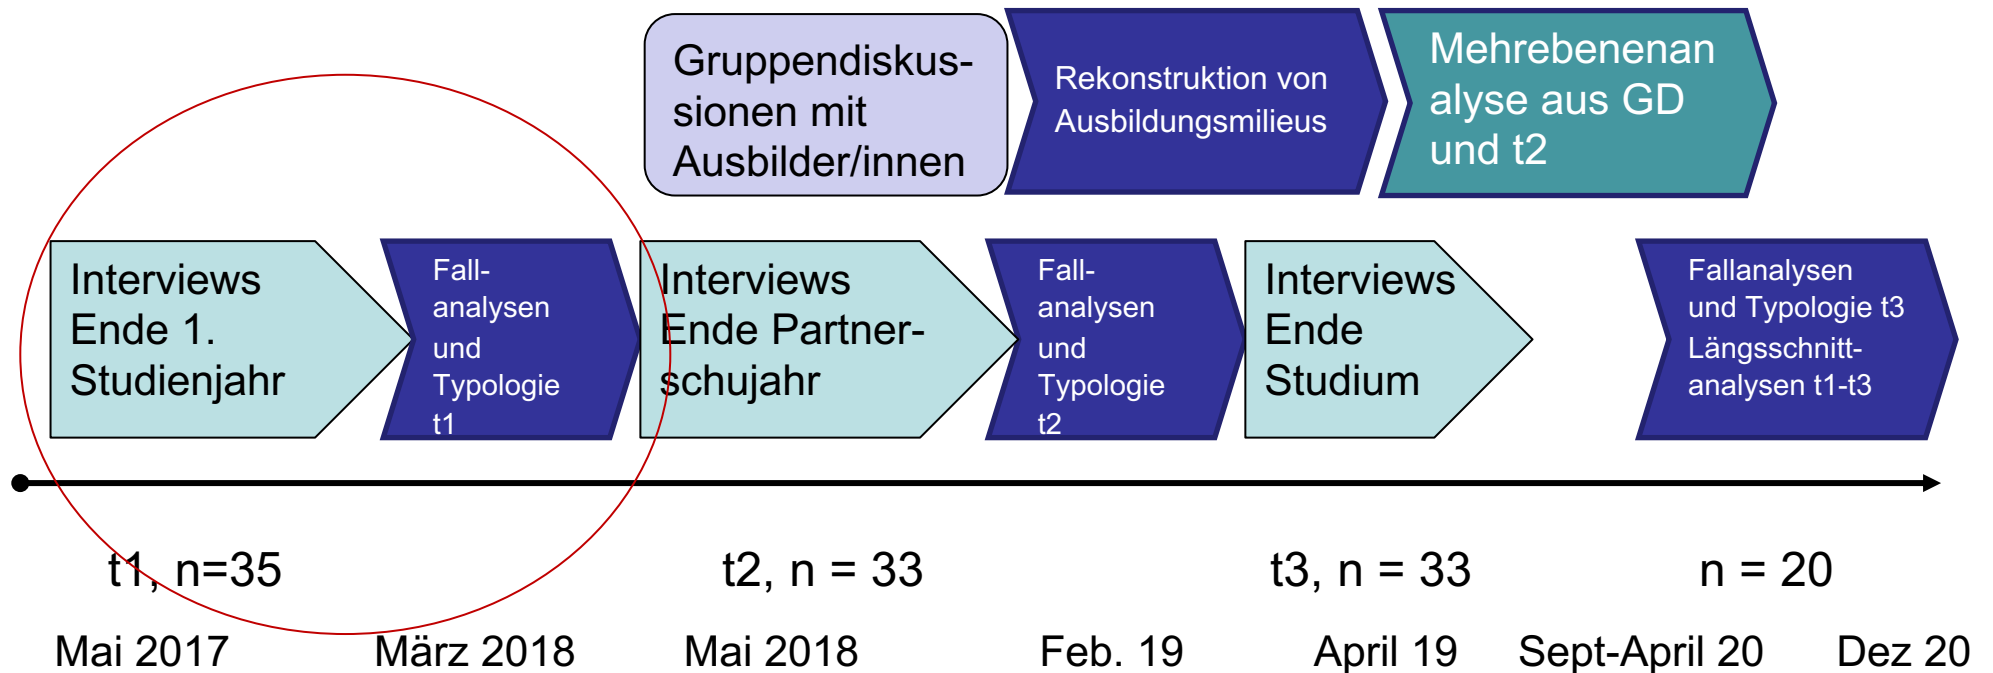 Gruppendiskus-
sionen mit
Ausbilder/innen
Rekonstruktion von
Ausbildungsmilieus
Mehrebenenan
alyse aus GD
und t2
Interviews
Ende 1.
Studienjahr
Fall-
analysen
und
Typologie
t1
Interviews
Ende Partner-
schujahr
Fall-
analysen
und
Typologie
t2
Interviews
Ende
Studium
Fallanalysen
und Typologie t3
Längsschnitt-
analysen t1-t3
t1, n=35
t2, n = 33
t3, n = 33
n = 20
Mai 2017
März 2018
Mai 2018
Feb. 19
April 19
Sept-April 20
Dez 20